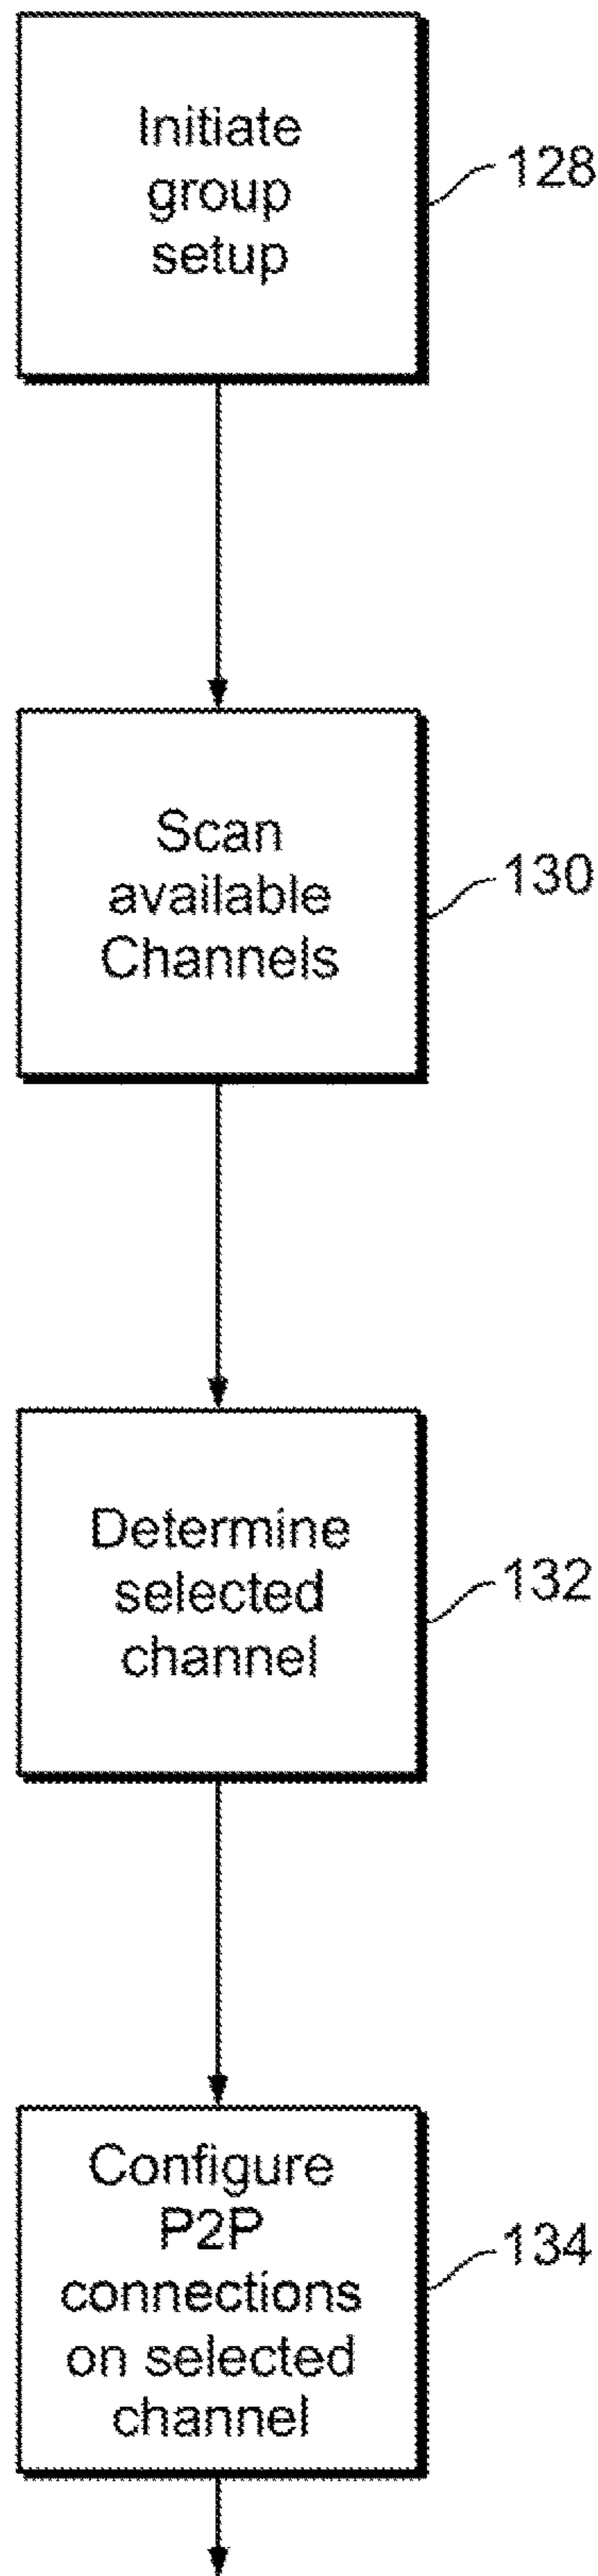 Initiate
group
setup
128
Scan
available
Channels
130
Determine
selected
channel
132
Configure
P2P
connections
on selected
channel
134